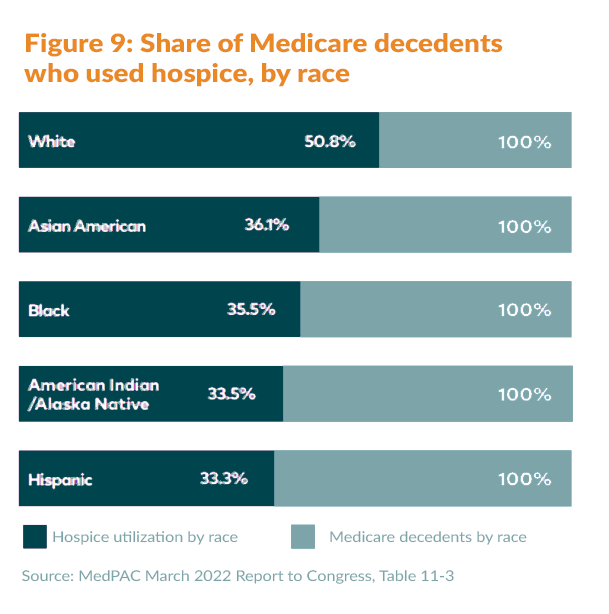 Figure 9: Share of Medicare decedents
who used hospice, by race
White 50.8% 100%
Asian American 36.1% 100%
Black 35.5% 100%
American Indian
/Alaska Native 33.5% 100%
Hispanic 33.3% 100%
Hospice utilization by race Medicare decedents by race
Source: MedPAC March 2022 Report to Congress, Table 11-3